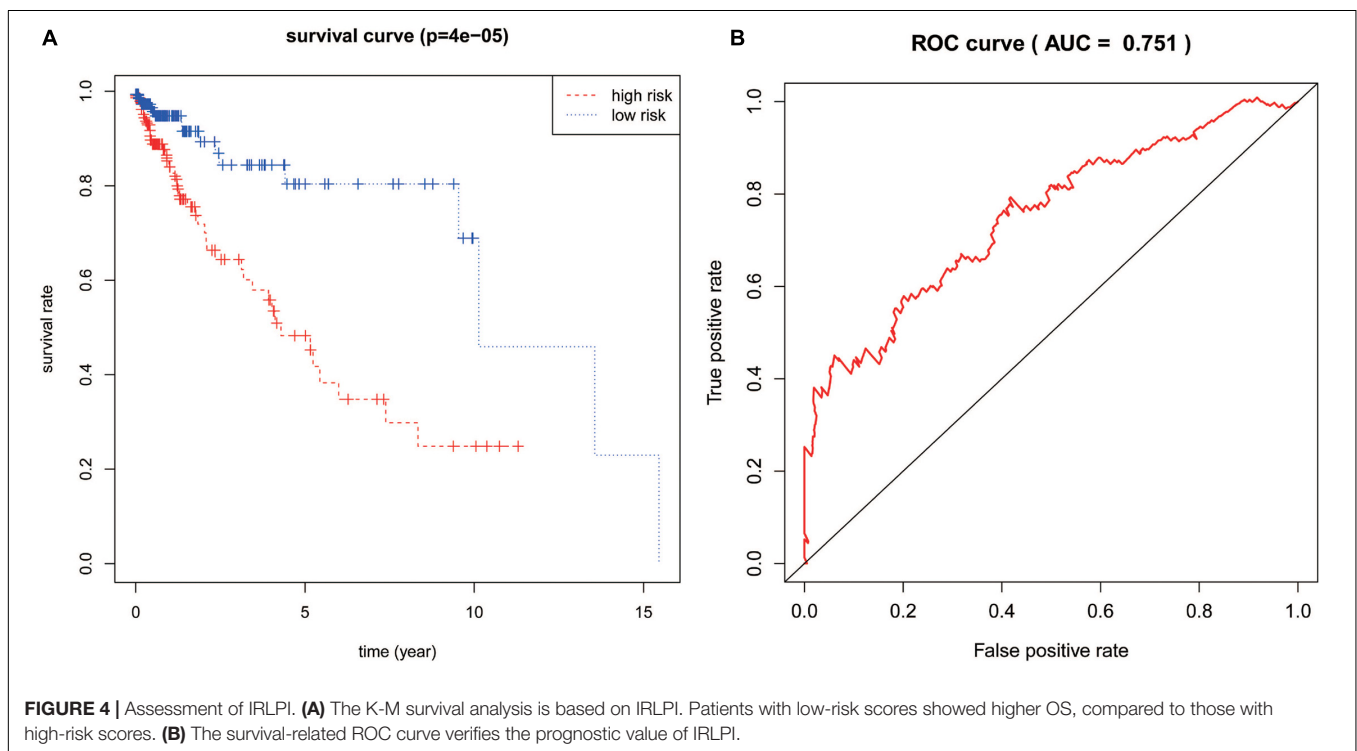 A
survival curve (p=4e−05)
survival rate
1.0
0.8
0.6
0.4
0.2
0.0
high risk
low risk
0 5 10 15
time (year)
B
ROC curve ( AUC = 0.751 )
True positive rate
1.0
0.8
0.6
0.4
0.2
0.0
0.0 0.2 0.4 0.6 0.8 1.0
False positive rate
FIGURE 4 | Assessment of IRLPI. (A) The K-M survival analysis is based on IRLPI. Patients with low-risk scores showed higher OS, compared to those with
high-risk scores. (B) The survival-related ROC curve verifies the prognostic value of IRLPI.